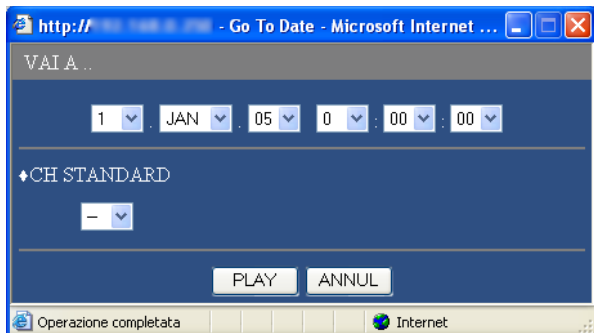 http:// - Go To Date - Microsoft Internet ...
VAI A ..
1 . JAN . 05 0 : 00 : 00
♦CH STANDARD
–
PLAY ANNUL
Operazione completata Internet